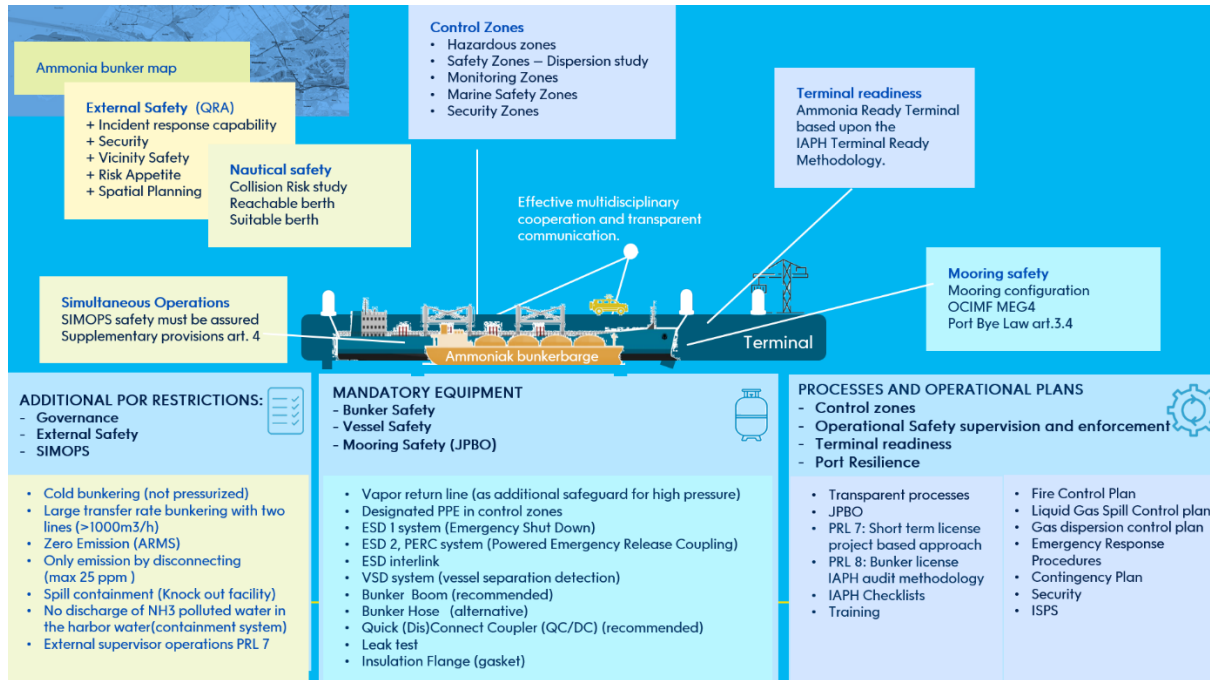 Ammonia bunker map
External Safety (QRA)
+ Incident response capability
+ Security
+ Vicinity Safety
+ Risk Appetite
+ Spatial Planning
Nautical safety
Collision Risk study
Reachable berth
Suitable berth
Control Zones
• Hazardous zones
• Safety Zones – Dispersion study
• Monitoring Zones
• Marine Safety Zones
• Security Zones
Terminal readiness
Ammonia Ready Terminal
based upon the
IAPH Terminal Ready
Methodology.
Effective multidisciplinary
cooperation and transparent
communication.
Simultaneous Operations
SIMOPS safety must be assured
Supplementary provisions art. 4
Mooring safety
Mooring configuration
OCIMF MEG4
Port Bye Law art.3.4
Ammoniak bunkerbarge
Terminal
ADDITIONAL POR RESTRICTIONS:
- Governance
- External Safety
- SIMOPS
• Cold bunkering (not pressurized)
• Large transfer rate bunkering with two
lines (>1000m3/h)
• Zero Emission (ARMS)
• Only emission by disconnecting
(max 25 ppm )
• Spill containment (Knock out facility)
• No discharge of NH3 polluted water in
the harbor water(containment system)
• External supervisor operations PRL 7
MANDATORY EQUIPMENT
- Bunker Safety
- Vessel Safety
- Mooring Safety (JPBO)
• Vapor return line (as additional safeguard for high pressure)
• Designated PPE in control zones
• ESD 1 system (Emergency Shut Down)
• ESD 2, PERC system (Powered Emergency Release Coupling)
• ESD interlink
• VSD system (vessel separation detection)
• Bunker Boom (recommended)
• Bunker Hose (alternative)
• Quick (Dis)Connect Coupler (QC/DC) (recommended)
• Leak test
• Insulation Flange (gasket)
PROCESSES AND OPERATIONAL PLANS
- Control zones
- Operational Safety supervision and enforcement
- Terminal readiness
- Port Resilience
• Transparent processes
• JPBO
• PRL 7: Short term license
project based approach
• PRL 8: Bunker license
IAPH audit methodology
• IAPH Checklists
• Training
• Fire Control Plan
• Liquid Gas Spill Control plan
• Gas dispersion control plan
• Emergency Response
Procedures
• Contingency Plan
• Security
• ISPS